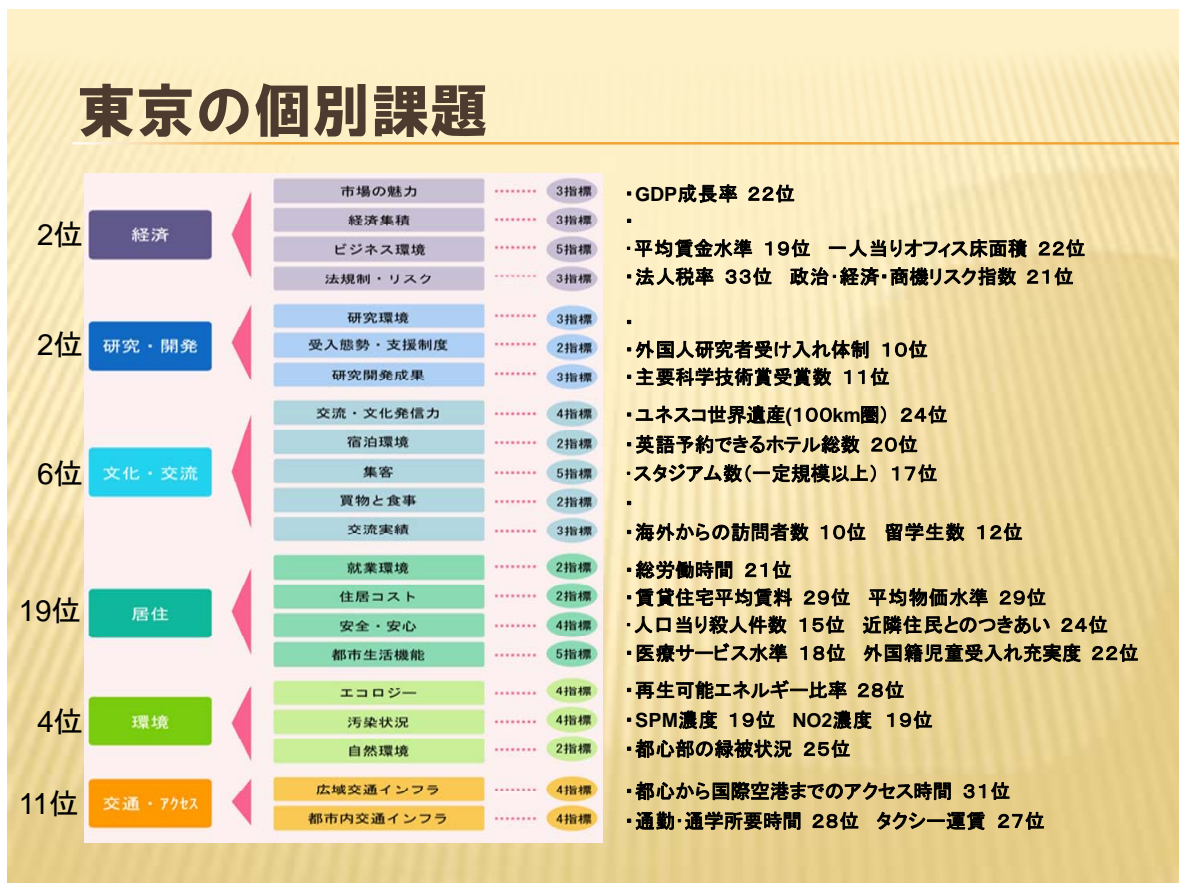 東京の個別課題
市場の魅力 ········ 3指標 ・GDP成長率 22位
経済集積 ········ 3指標 ・
2位 経済
ビジネス環境 ········ 5指標 ・平均賃金水準 19位 一人当りオフィス床面積 22位
法規制・リスク ········ 3指標 ・法人税率 33位 政治・経済・商機リスク指数 21位
研究環境 ········ 3指標 ・
2位 研究・開発 受入態勢・支援制度 ········ 2指標 ・外国人研究者受け入れ体制 10位
研究開発成果 ········ 3指標 ・主要科学技術賞受賞数 11位
交流・文化発信力 ········ 4指標 ・ユネスコ世界遺産(100km圏) 24位
宿泊環境 ········ 2指標 ・英語予約できるホテル総数 20位
6位 文化・交流 集客 ········ 5指標 ・スタジアム数(一定規模以上) 17位
買物と食事 ········ 2指標 ・
交流実績 ········ 3指標 ・海外からの訪問者数 10位 留学生数 12位
就業環境 ········ 2指標 ・総労働時間 21位
住居コスト ········ 2指標 ・賃貸住宅平均賃料 29位 平均物価水準 29位
19位 居住
安全・安心 ········ 4指標 ・人口当り殺人件数 15位 近隣住民とのつきあい 24位
都市生活機能 ········ 5指標 ・医療サービス水準 18位 外国籍児童受入れ充実度 22位
エコロジー ········ 4指標 ・再生可能エネルギー比率 28位
4位 環境 汚染状況 ········ 4指標 ・SPM濃度 19位 NO2濃度 19位
自然環境 ········ 2指標 ・都心部の緑被状況 25位
広域交通インフラ ········ 4指標 ・都心から国際空港までのアクセス時間 31位
11位 交通・アクセス
都市内交通インフラ ········ 4指標 ・通勤・通学所要時間 28位 タクシー運賃 27位